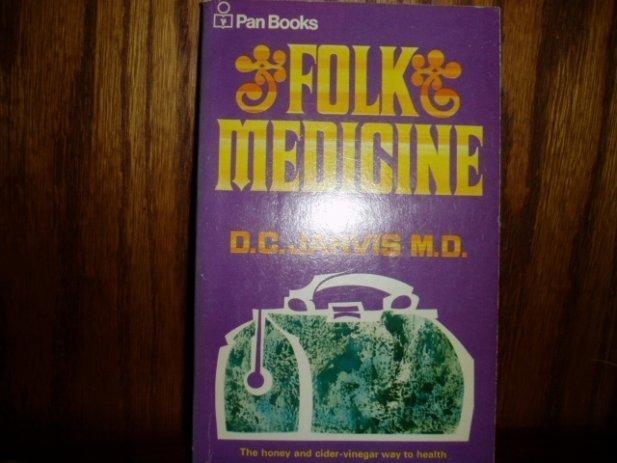 Pan Books
FOLK
MEDICINE
D.C. JARVIS M.D.
The honey and cider-vinegar way to health